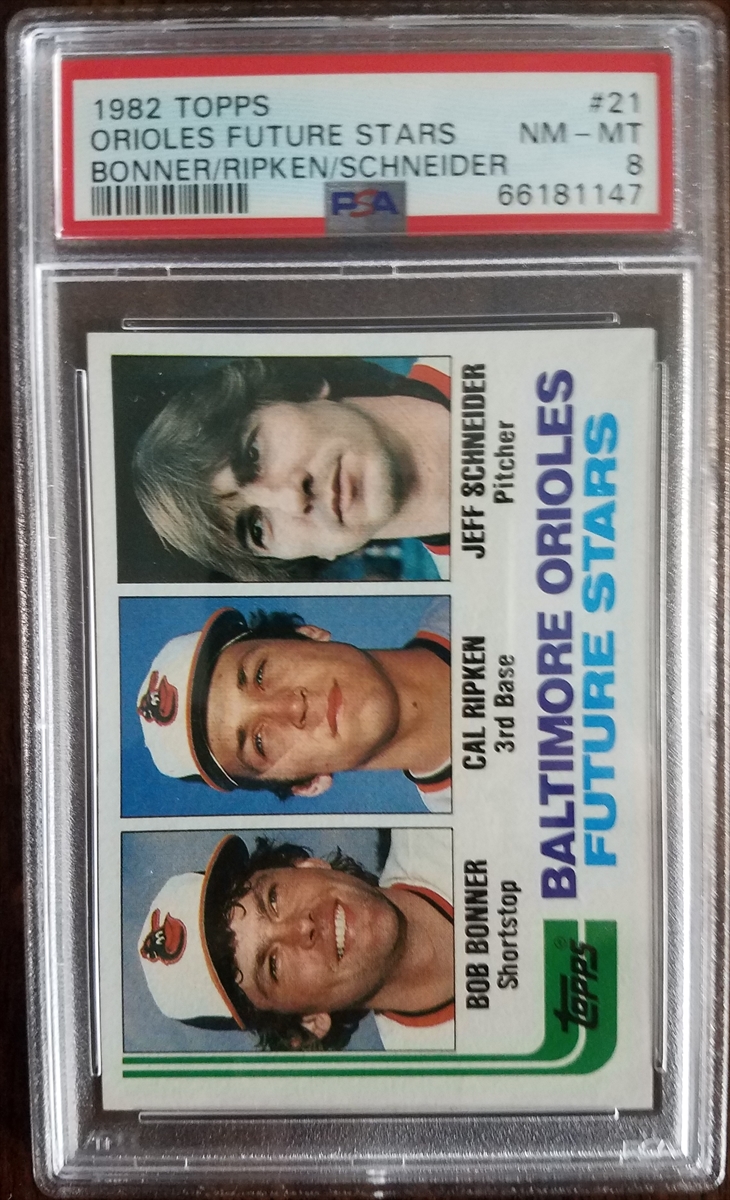 1982 TOPPS #21
ORIOLES FUTURE STARS NM - MT
BONNER/RIPKEN/SCHNEIDER 8
PSA 66181147
BOB BONNER CAL RIPKEN JEFF SCHNEIDER
Shortstop 3rd Base Pitcher
topps® BALTIMORE ORIOLES
FUTURE STARS